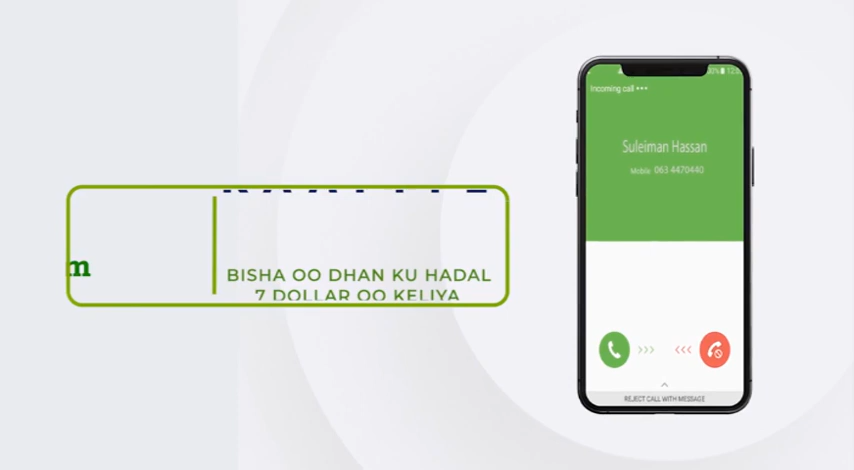 m
BISHA OO DHAN KU HADAL
7 DOLLAR OO KELIYA
Incoming call •••
Suleiman Hassan
Mobile 063 4470440
REJECT CALL WITH MESSAGE